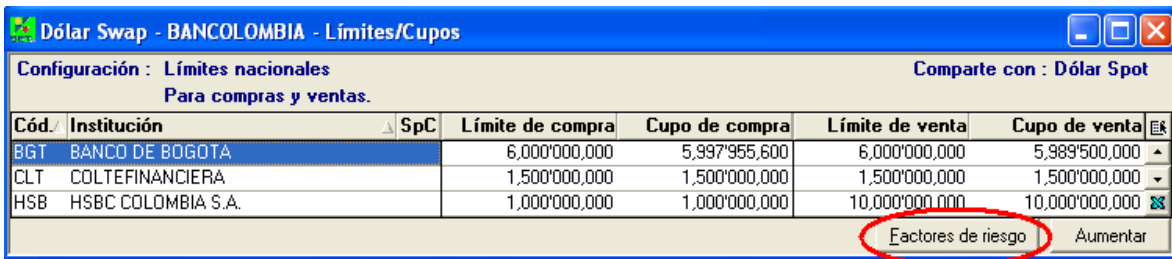 Dólar Swap - BANCOLOMBIA - Límites/Cupos
Configuración : Límites nacionales Comparte con : Dólar Spot
Para compras y ventas.
Cód. Institución SpC Límite de compra Cupo de compra Límite de venta Cupo de venta
BGT BANCO DE BOGOTA 6,000'000,000 5,997'955,600 6,000'000,000 5,989'500,000
CLT COLTEFINANCIERA 1,500'000,000 1,500'000,000 1,500'000,000 1,500'000,000
HSB HSBC COLOMBIA S.A. 1,000'000,000 1,000'000,000 10,000'000,000 10,000'000,000
Factores de riesgo Aumentar